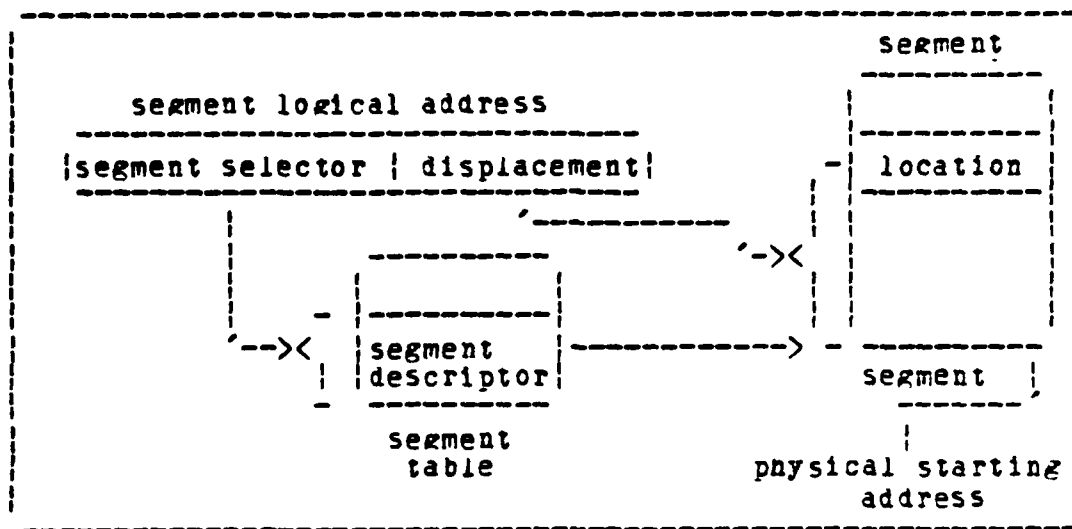 segment
segment logical address
segment selector | displacement
location
segment
descriptor
segment
segment
table
physical starting
address